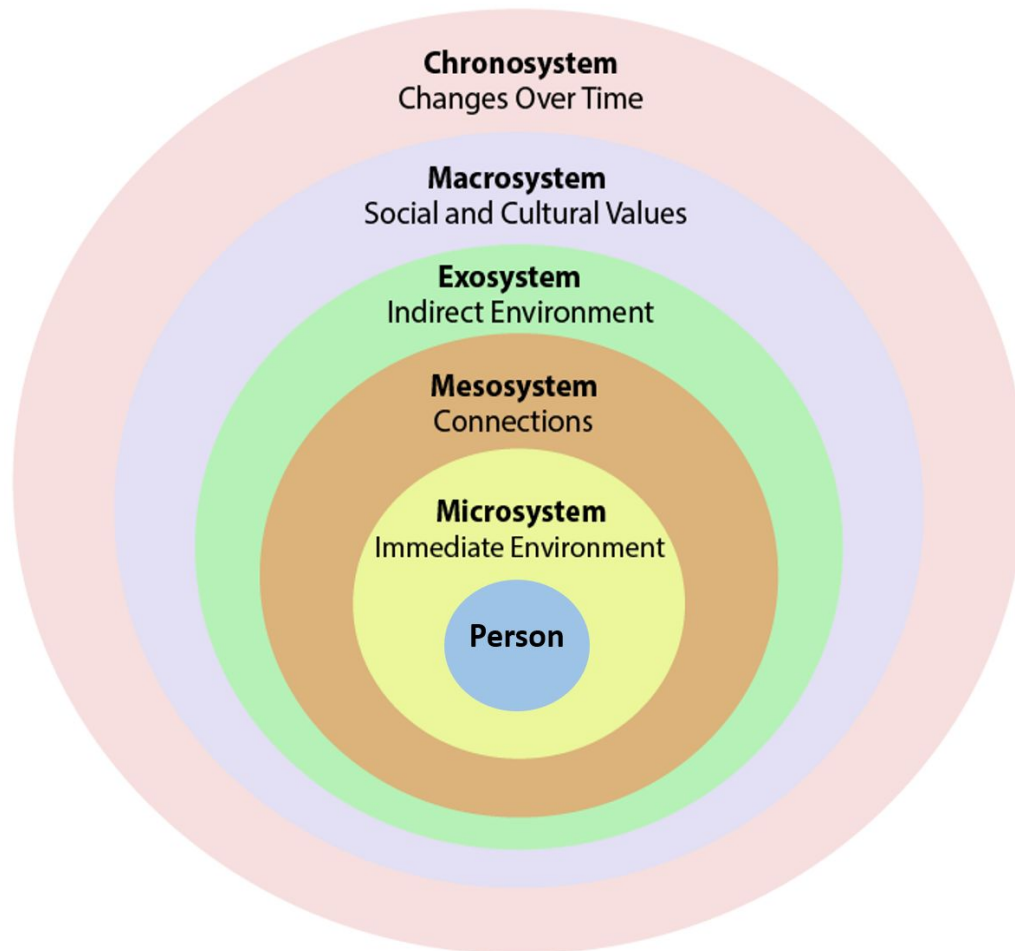 Chronosystem
Changes Over Time
Macrosystem
Social and Cultural Values
Exosystem
Indirect Environment
Mesosystem
Connections
Microsystem
Immediate Environment
Person